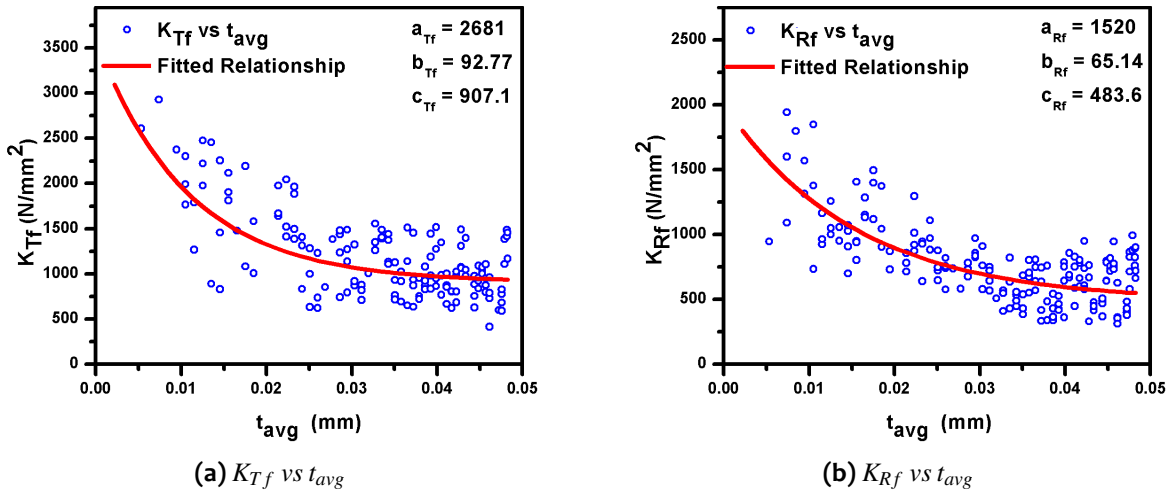 K_Tf vs t_avg
Fitted Relationship
a_Tf = 2681
b_Tf = 92.77
c_Tf = 907.1
3500
3000
2500
2000
1500
1000
500
0
K_Tf (N/mm²)
0.00 0.01 0.02 0.03 0.04 0.05
t_avg (mm)
(a) K_Tf vs t_avg
K_Rf vs t_avg
Fitted Relationship
a_Rf = 1520
b_Rf = 65.14
c_Rf = 483.6
2500
2000
1500
1000
500
0
K_Rf (N/mm²)
0.00 0.01 0.02 0.03 0.04 0.05
t_avg (mm)
(b) K_Rf vs t_avg